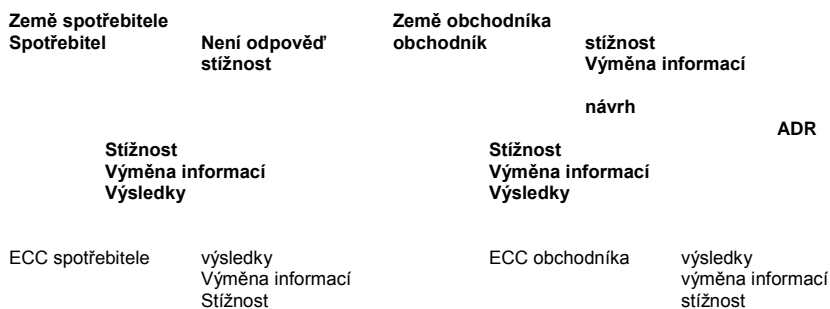 Země spotřebitele Země obchodníka
Spotřebitel Není odpověď obchodník stížnost
stížnost Výměna informací
návrh
ADR
Stížnost Stížnost
Výměna informací Výměna informací
Výsledky Výsledky
ECC spotřebitele výsledky ECC obchodníka výsledky
Výměna informací výměna informací
Stížnost stížnost